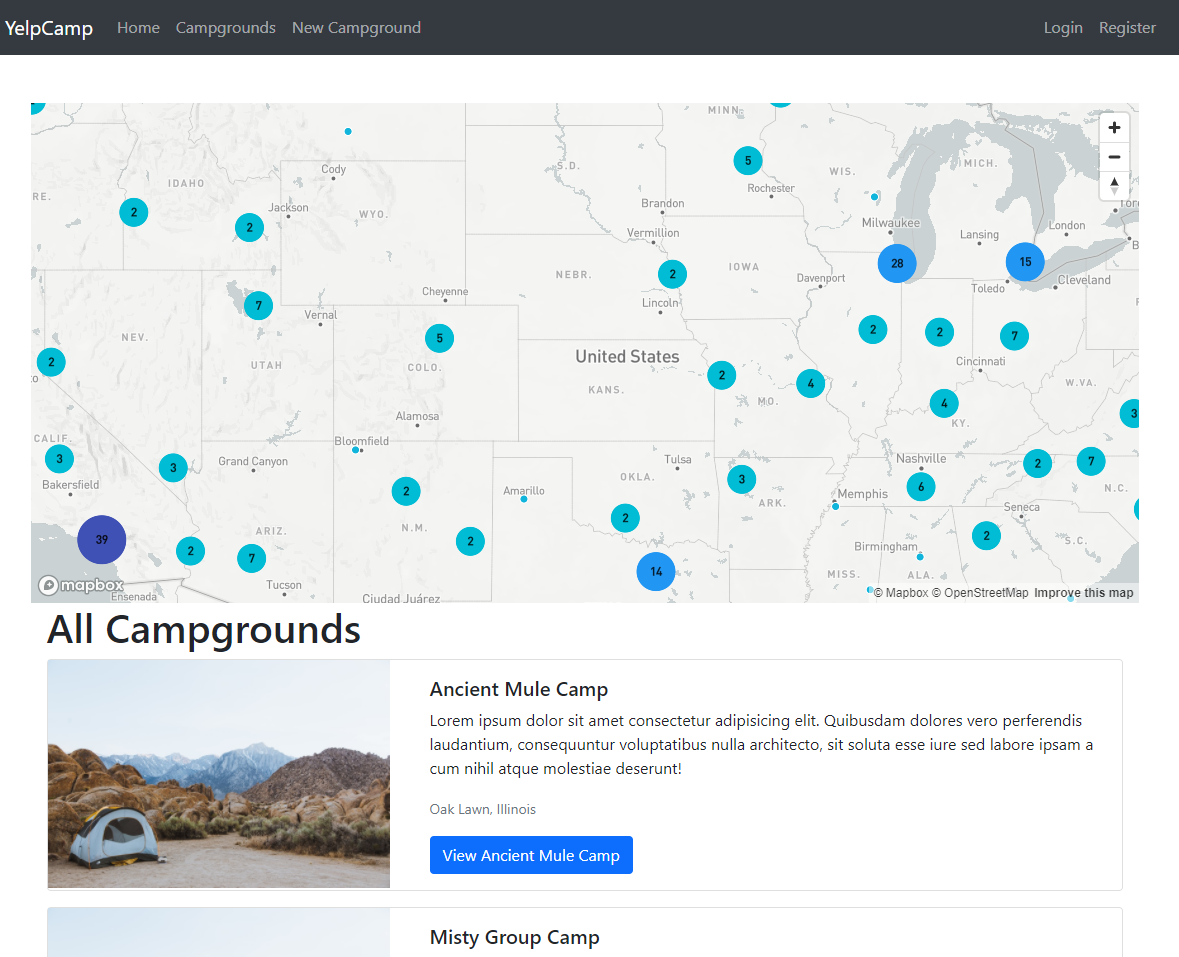 YelpCamp Home Campgrounds New Campground Login Register
MINN.
Cody
S.D.
5
WIS.
MICH.
+
−
IDAHO
Rochester
RE.
2
Jackson
WYO.
Brandon
Milwaukee
London
2
Vermillion
Lansing
28
15
NEBR.
2
IOWA
Davenport
Toledo
Cleveland
Cheyenne
7
Vernal
Lincoln
NEV.
5
2
2
7
2
UTAH
COLO.
United States
Cincinnati
KANS.
2
4
W.VA.
MO.
4
KY.
3
Alamosa
CALIF.
Bloomfield
3
3
Grand Canyon
Tulsa
Nashville
2
7
Bakersfield
2
Amarillo
OKLA.
3
ARK.
Memphis
6
N.C.
2
Seneca
39
ARIZ.
N.M.
2
2
S.C.
2
7
14
Birmingham
MISS.
ALA.
mapbox
Tucson
Ensenada
Ciudad Juárez
© Mapbox © OpenStreetMap Improve this map
All Campgrounds
Ancient Mule Camp
Lorem ipsum dolor sit amet consectetur adipisicing elit. Quibusdam dolores vero perferendis
laudantium, consequuntur voluptatibus nulla architecto, sit soluta esse iure sed labore ipsam a
cum nihil atque molestiae deserunt!
Oak Lawn, Illinois
View Ancient Mule Camp
Misty Group Camp